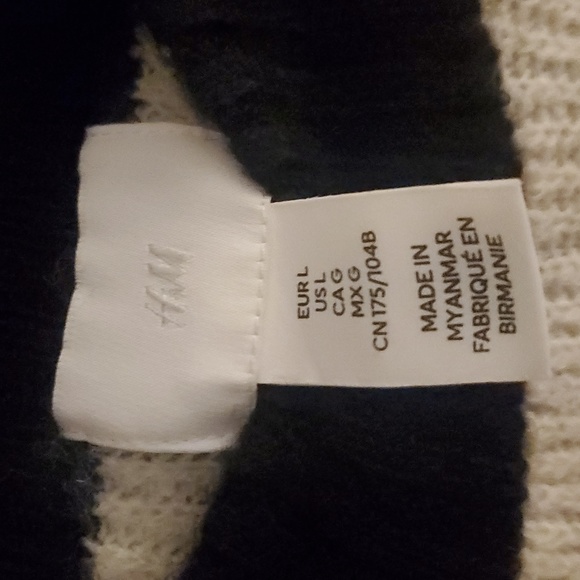 H&M
EUR L
US L
CA G
MX G
CN 175/104B
MADE IN
MYANMAR
FABRIQUÉ EN
BIRMANIE